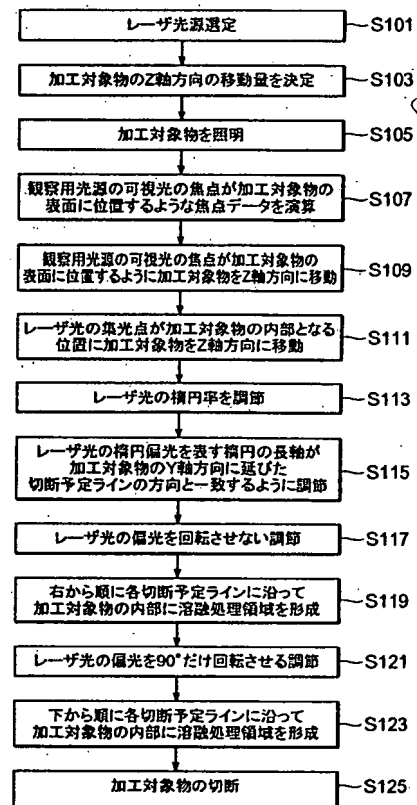 レーザ光源選定
S101
加工対象物のZ軸方向の移動量を決定
S103
加工対象物を照明
S105
観察用光源の可視光の焦点が加工対象物の
表面に位置するような焦点データを演算
S107
観察用光源の可視光の焦点が加工対象物の
表面に位置するように加工対象物をZ軸方向に移動
S109
レーザ光の集光点が加工対象物の内部となる
位置に加工対象物をZ軸方向に移動
S111
レーザ光の楕円率を調節
S113
レーザ光の楕円偏光を表す楕円の長軸が
加工対象物のY軸方向に延びた
切断予定ラインの方向と一致するように調節
S115
レーザ光の偏光を回転させない調節
S117
右から順に各切断予定ラインに沿って
加工対象物の内部に溶融処理領域を形成
S119
レーザ光の偏光を90°だけ回転させる調節
S121
下から順に各切断予定ラインに沿って
加工対象物の内部に溶融処理領域を形成
S123
加工対象物の切断
S125